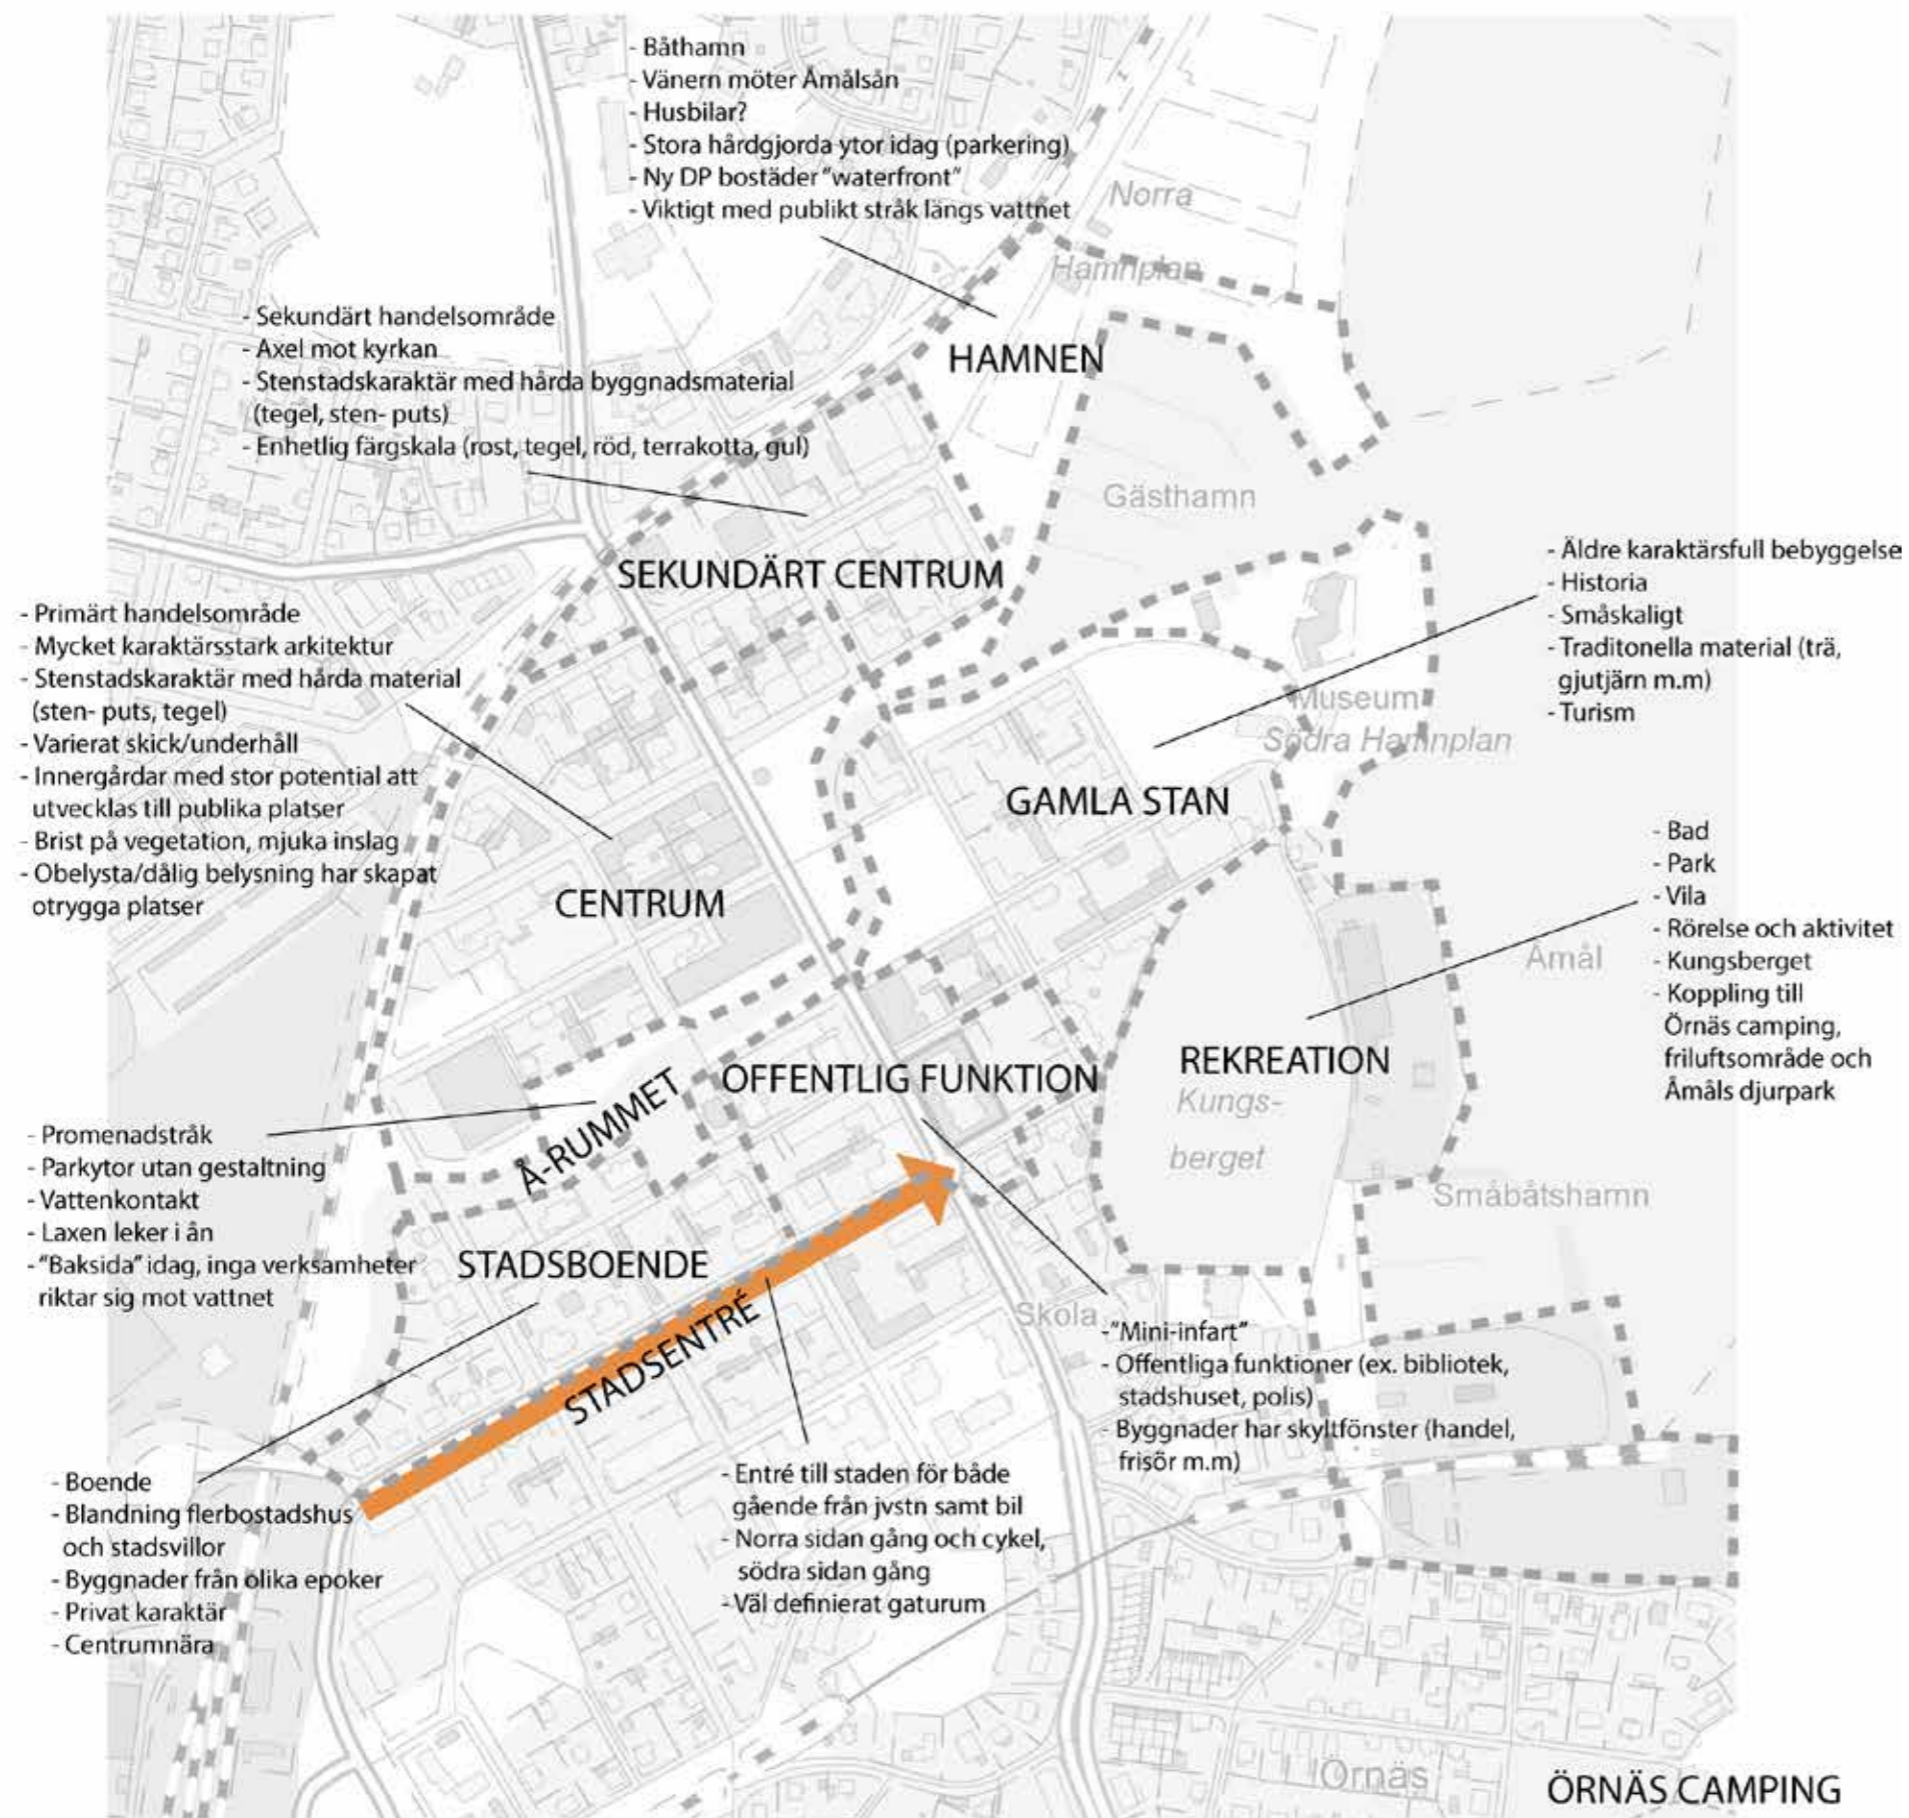 - Båthamn
- Vänern möter Åmålsån
- Husbilar?
- Stora hårdgjorda ytor idag (parkering)
- Ny DP bostäder "waterfront"
- Viktigt med publikt stråk längs vattnet
Norra
Hamnplan
HAMNEN
- Sekundärt handelsområde
- Axel mot kyrkan
- Stenstadskaraktär med hårda byggnadsmaterial
(tegel, sten- puts)
- Enhetlig färgskala (rost, tegel, röd, terrakotta, gul)
Gästhamn
SEKUNDÄRT CENTRUM
- Äldre karaktärsfull bebyggelse
- Historia
- Småskaligt
- Traditonella material (trä,
gjutjärn m.m)
- Turism
- Primärt handelsområde
- Mycket karaktärsstark arkitektur
- Stenstadskaraktär med hårda material
(sten- puts, tegel)
- Varierat skick/underhåll
- Innergårdar med stor potential att
utvecklas till publika platser
- Brist på vegetation, mjuka inslag
- Obelysta/dålig belysning har skapat
otrygga platser
Museum
Södra Hamnplan
GAMLA STAN
CENTRUM
- Bad
- Park
- Vila
- Rörelse och aktivitet
- Kungsberget
- Koppling till
Örnäs camping,
friluftsområde och
Åmåls djurpark
Åmål
REKREATION
Kungs-
berget
OFFENTLIG FUNKTION
Å-RUMMET
- Promenadstråk
- Parkytor utan gestaltning
- Vattenkontakt
- Laxen leker i ån
- "Baksida" idag, inga verksamheter
riktar sig mot vattnet
Småbåtshamn
STADSBOENDE
STADSENTRÉ
Skola
-"Mini-infart"
- Offentliga funktioner (ex. bibliotek,
stadshuset, polis)
- Byggnader har skyltfönster (handel,
frisör m.m)
- Boende
- Blandning flerbostadshus
och stadsvillor
- Byggnader från olika epoker
- Privat karaktär
- Centrumnära
- Entré till staden för både
gående från jvstn samt bil
- Norra sidan gång och cykel,
södra sidan gång
- Väl definierat gaturum
Örnäs
ÖRNÄS CAMPING